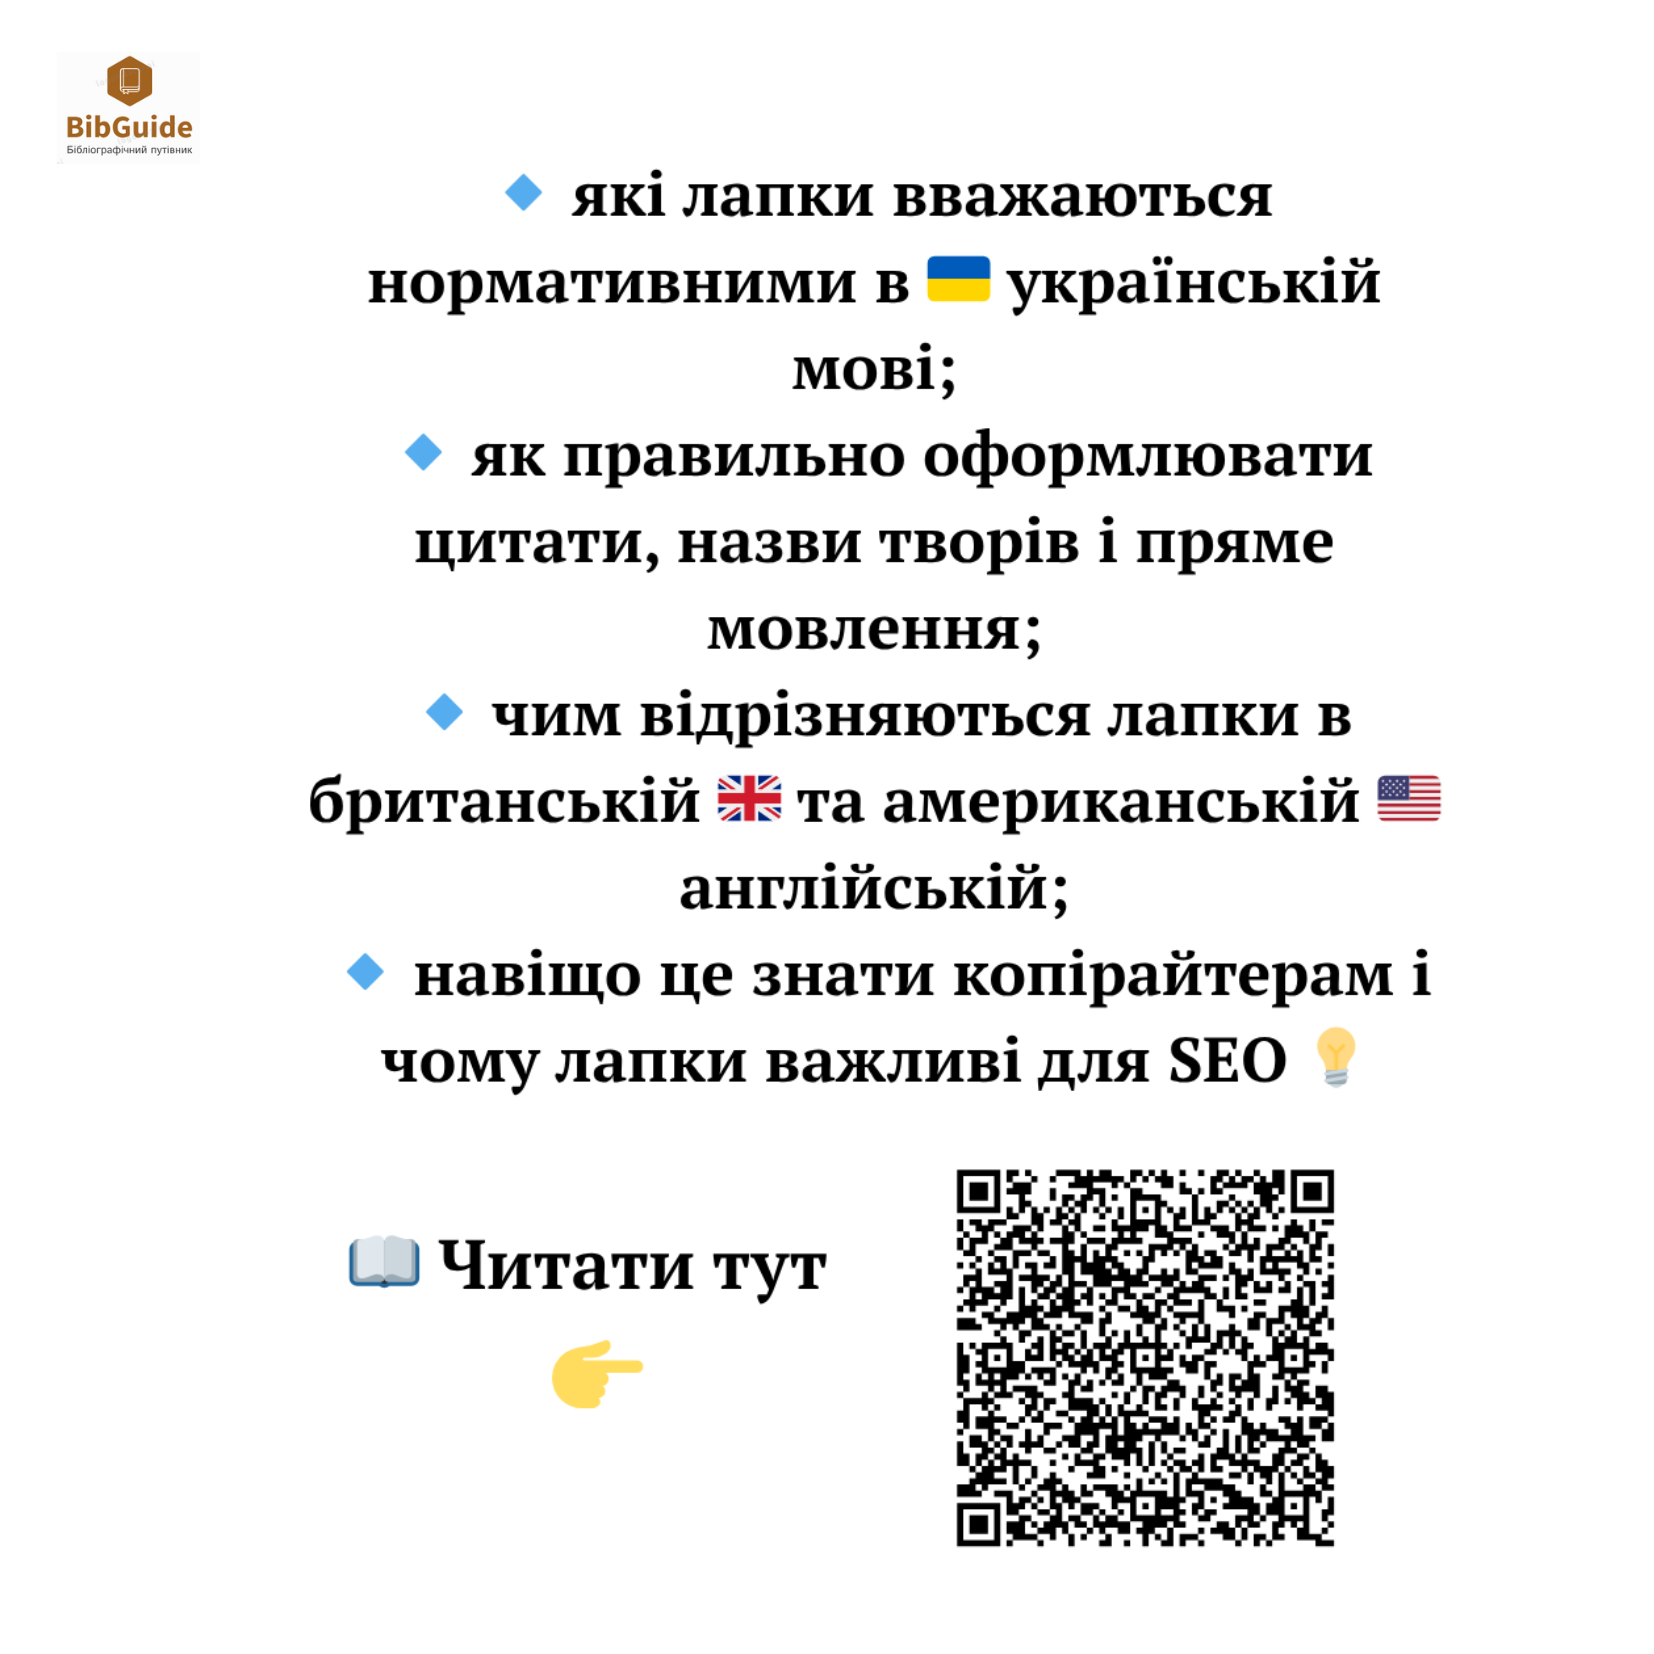 BibGuide
Бібліографічний путівник
🔹 які лапки вважаються
нормативними в 🇺🇦 українській
мові;
🔹 як правильно оформлювати
цитати, назви творів і пряме
мовлення;
🔹 чим відрізняються лапки в
британській 🇬🇧 та американській 🇺🇸
англійській;
🔹 навіщо це знати копірайтерам і
чому лапки важливі для SEO 💡
📖 Читати тут
👉